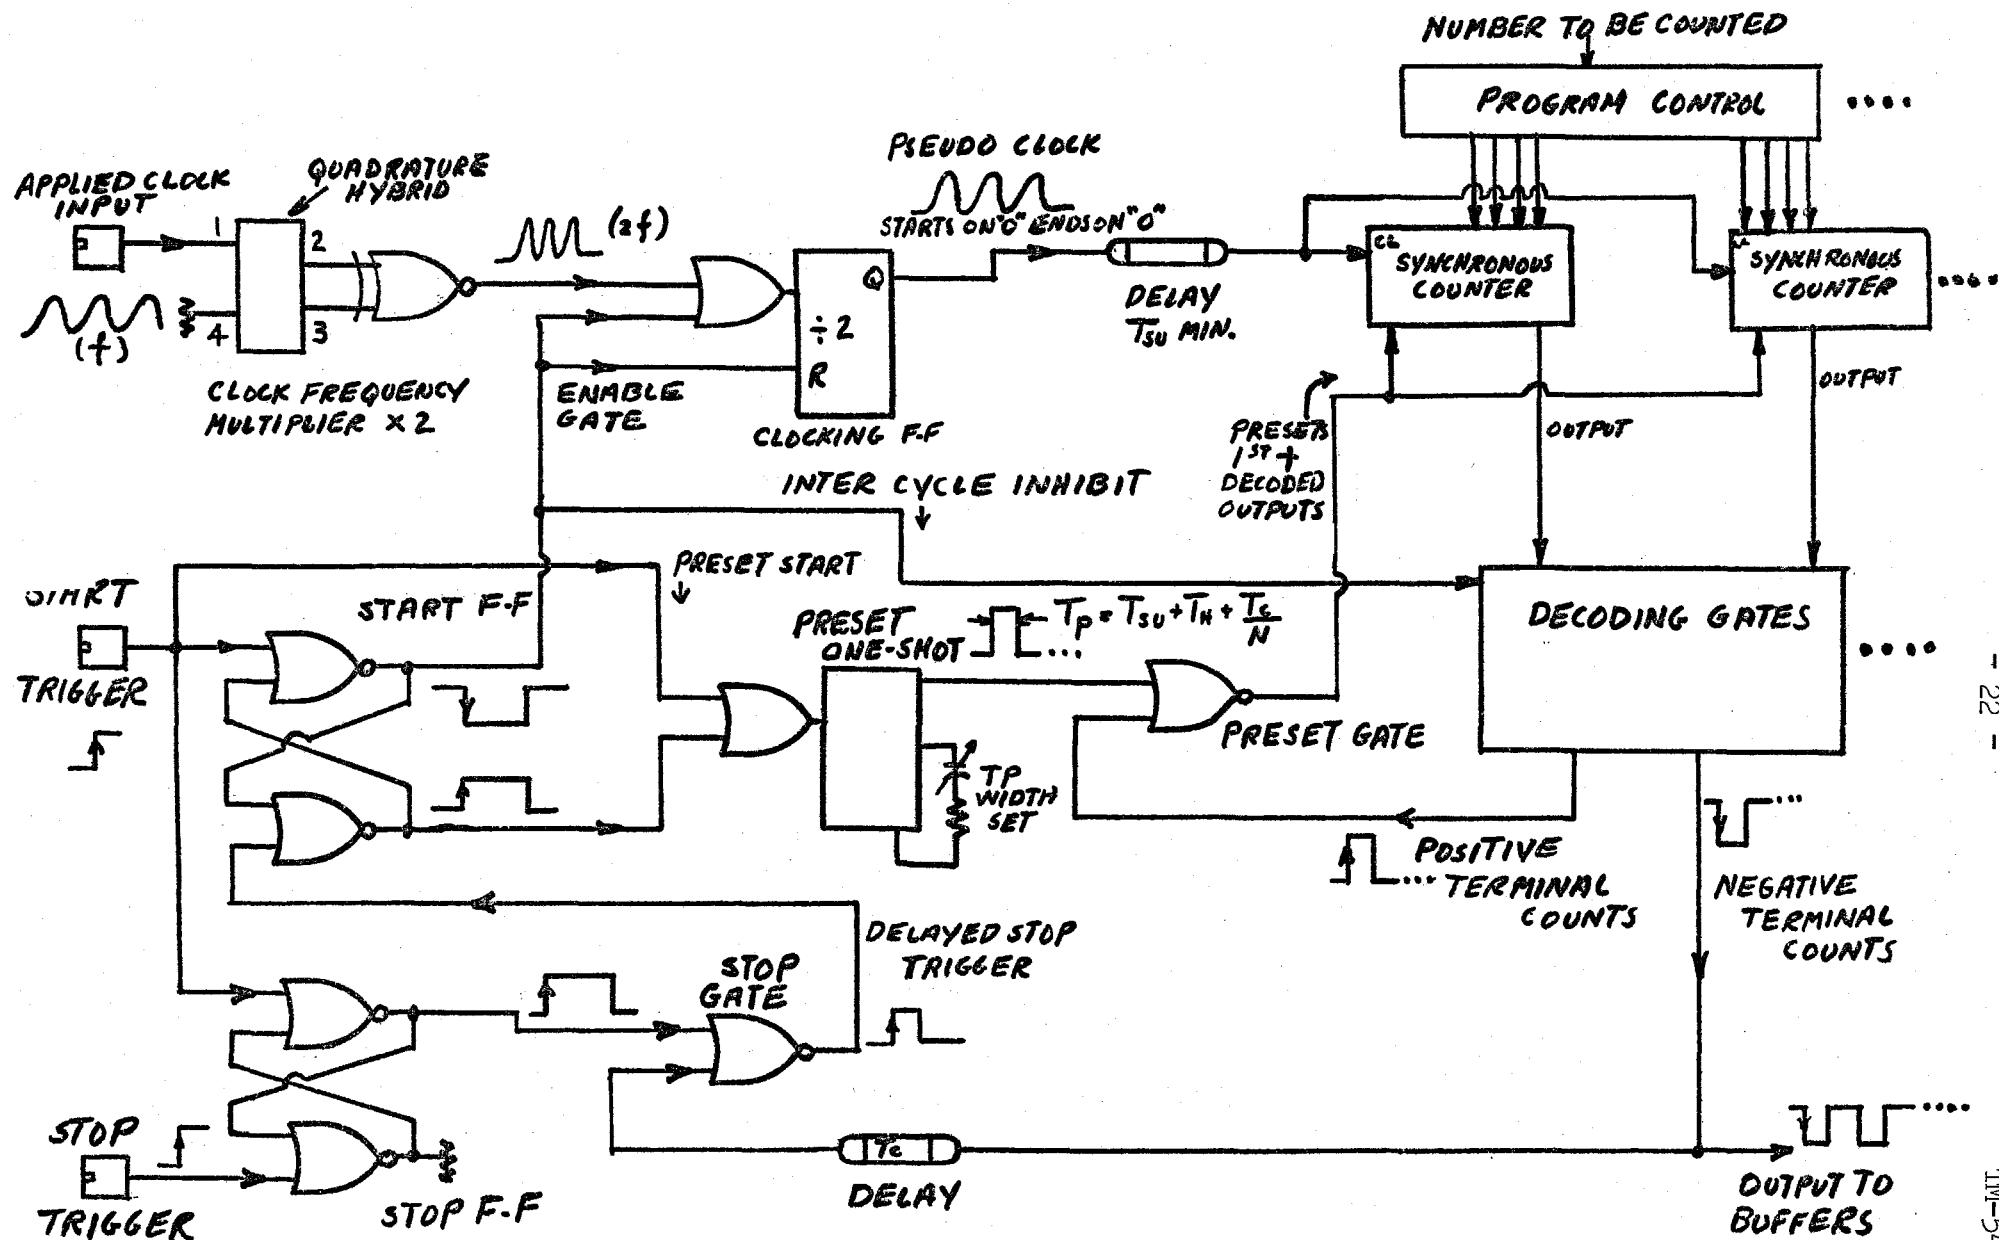 NUMBER TO BE COUNTED
PROGRAM CONTROL
PSEUDO CLOCK
STARTS ON "0" ENDS ON "0"
QUADRATURE
HYBRID
APPLIED CLOCK
INPUT
1
2
3
4
(f)
(2f)
CLOCK FREQUENCY
MULTIPLIER X 2
ENABLE
GATE
Q
÷ 2
R
CLOCKING F-F
DELAY
TSU MIN.
CL
SYNCHRONOUS
COUNTER
SYNCHRONOUS
COUNTER
OUTPUT
OUTPUT
PRESETS
1ST +
DECODED
OUTPUTS
INTER CYCLE INHIBIT
PRESET START
START
TRIGGER
START F-F
PRESET
ONE-SHOT
TP = TSU + TH + TC/N
DECODING GATES
PRESET GATE
TP
WIDTH
SET
POSITIVE
TERMINAL
COUNTS
NEGATIVE
TERMINAL
COUNTS
DELAYED STOP
TRIGGER
STOP
GATE
STOP
TRIGGER
STOP F-F
TC
DELAY
OUTPUT TO
BUFFERS
- 22 -